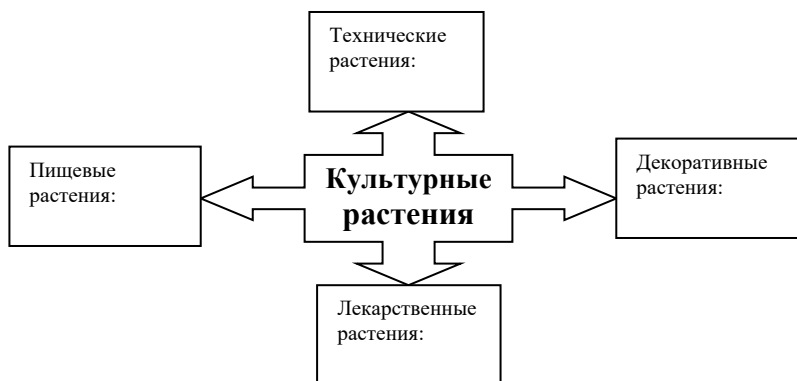 Технические
растения:
Пищевые
растения:
Культурные
растения
Декоративные
растения:
Лекарственные
растения: